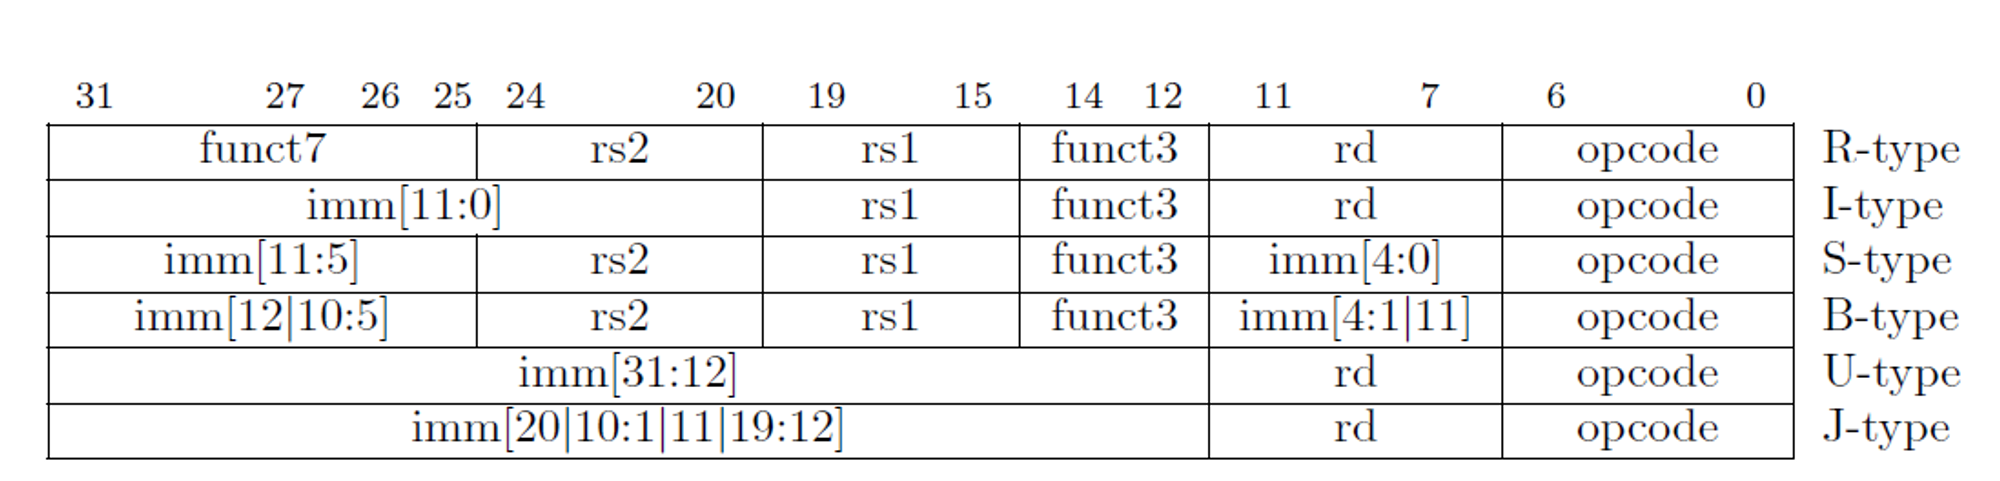 31 27 26 25 24 20 19 15 14 12 11 7 6 0
funct7 rs2 rs1 funct3 rd opcode R-type
imm[11:0] rs1 funct3 rd opcode I-type
imm[11:5] rs2 rs1 funct3 imm[4:0] opcode S-type
imm[12|10:5] rs2 rs1 funct3 imm[4:1|11] opcode B-type
imm[31:12] rd opcode U-type
imm[20|10:1|11|19:12] rd opcode J-type